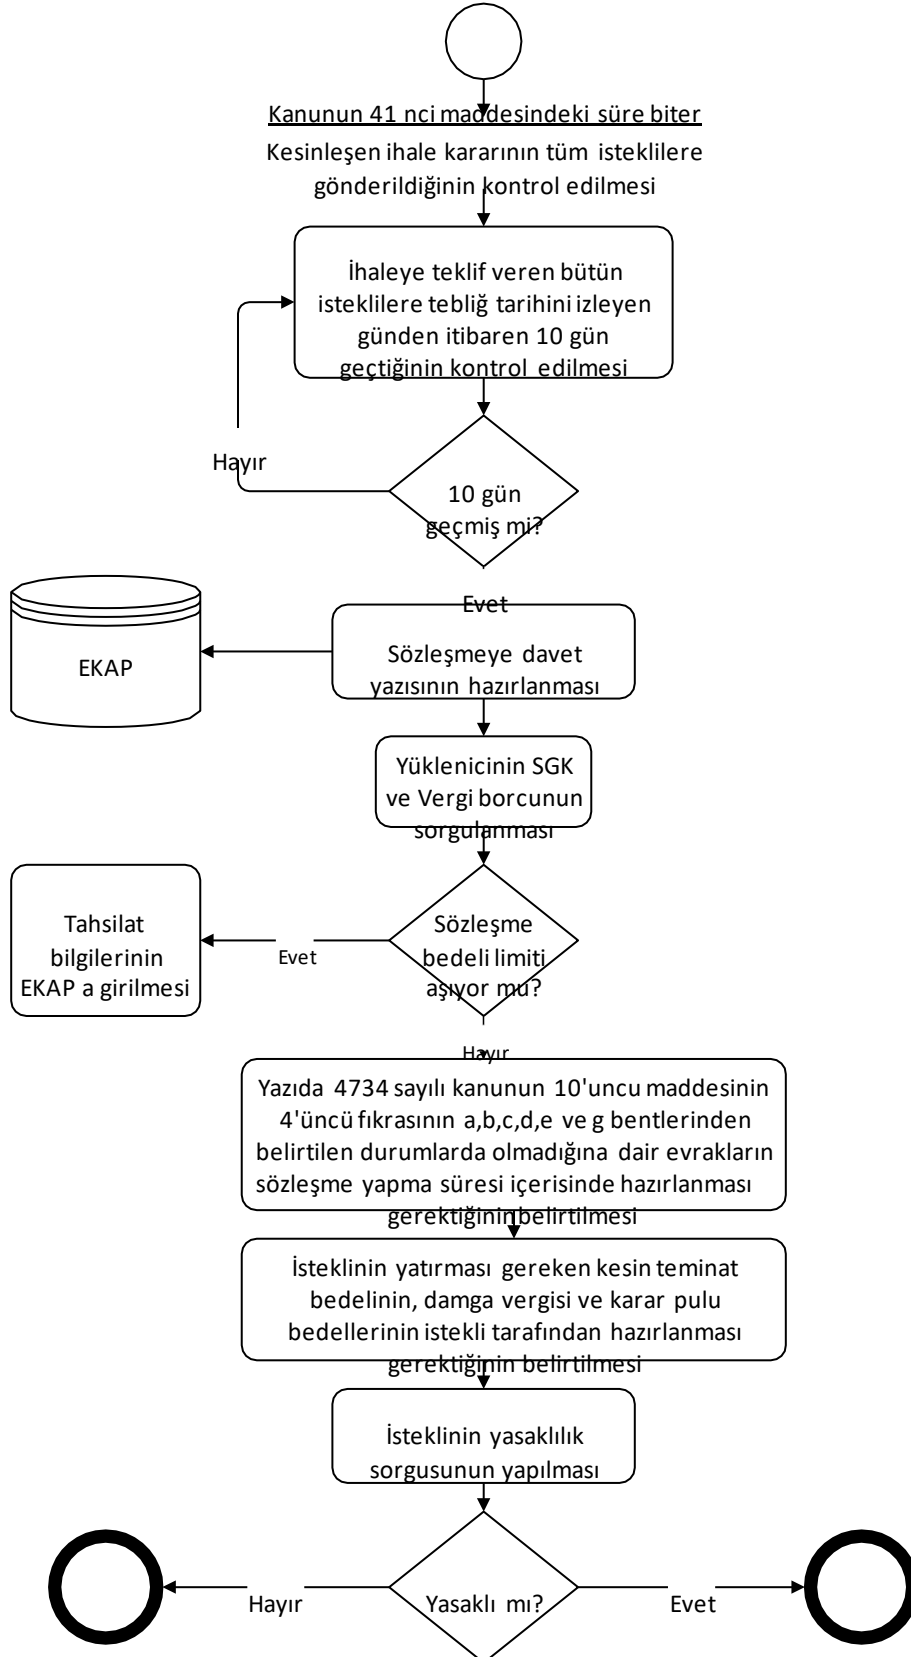 Kanunun 41 nci maddesindeki süre biter
Kesinleşen ihale kararının tüm isteklilere
gönderildiğinin kontrol edilmesi
İhaleye teklif veren bütün
isteklilere tebliğ tarihini izleyen
günden itibaren 10 gün
geçtiğinin kontrol edilmesi
Hayır
10 gün
geçmiş mi?
Evet
EKAP
Sözleşmeye davet
yazısının hazırlanması
Yüklenicinin SGK
ve Vergi borcunun
sorgulanması
Tahsilat
bilgilerinin
EKAP a girilmesi
Evet
Sözleşme
bedeli limiti
aşıyor mu?
Hayır
Yazıda 4734 sayılı kanunun 10'uncu maddesinin
4'üncü fıkrasının a,b,c,d,e ve g bentlerinden
belirtilen durumlarda olmadığına dair evrakların
sözleşme yapma süresi içerisinde hazırlanması
gerektiğinin belirtilmesi
İsteklinin yatırması gereken kesin teminat
bedelinin, damga vergisi ve karar pulu
bedellerinin istekli tarafından hazırlanması
gerektiğinin belirtilmesi
İsteklinin yasaklılık
sorgusunun yapılması
Hayır
Yasaklı mı?
Evet